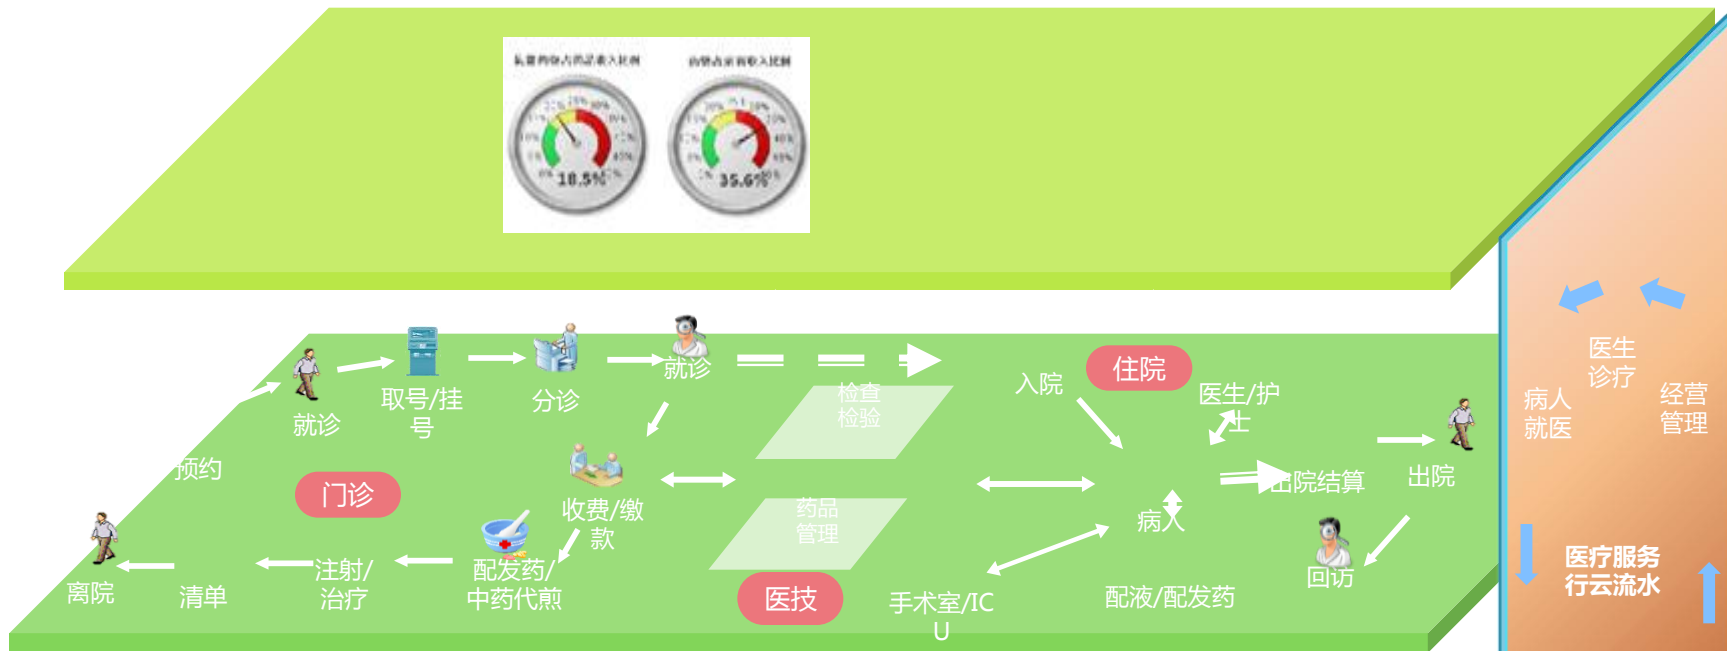 18.5%
35.6%
就诊
取号/挂
号
分诊
就诊
预约
门诊
收费/缴
款
离院
清单
注射/
治疗
配发药/
中药代煎
检查
检验
药品
管理
医技
入院
住院
医生/护
士
病人
手术室/IC
U
配液/配发药
出院结算
出院
回访
病人
就医
医生
诊疗
经营
管理
医疗服务
行云流水